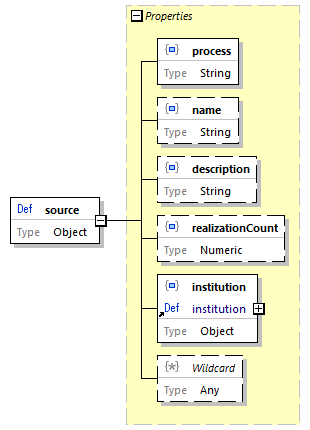 Properties
process
Type String
name
Type String
description
Type String
Def source
Type Object
realizationCount
Type Numeric
institution
Def institution
Type Object
Wildcard
Type Any